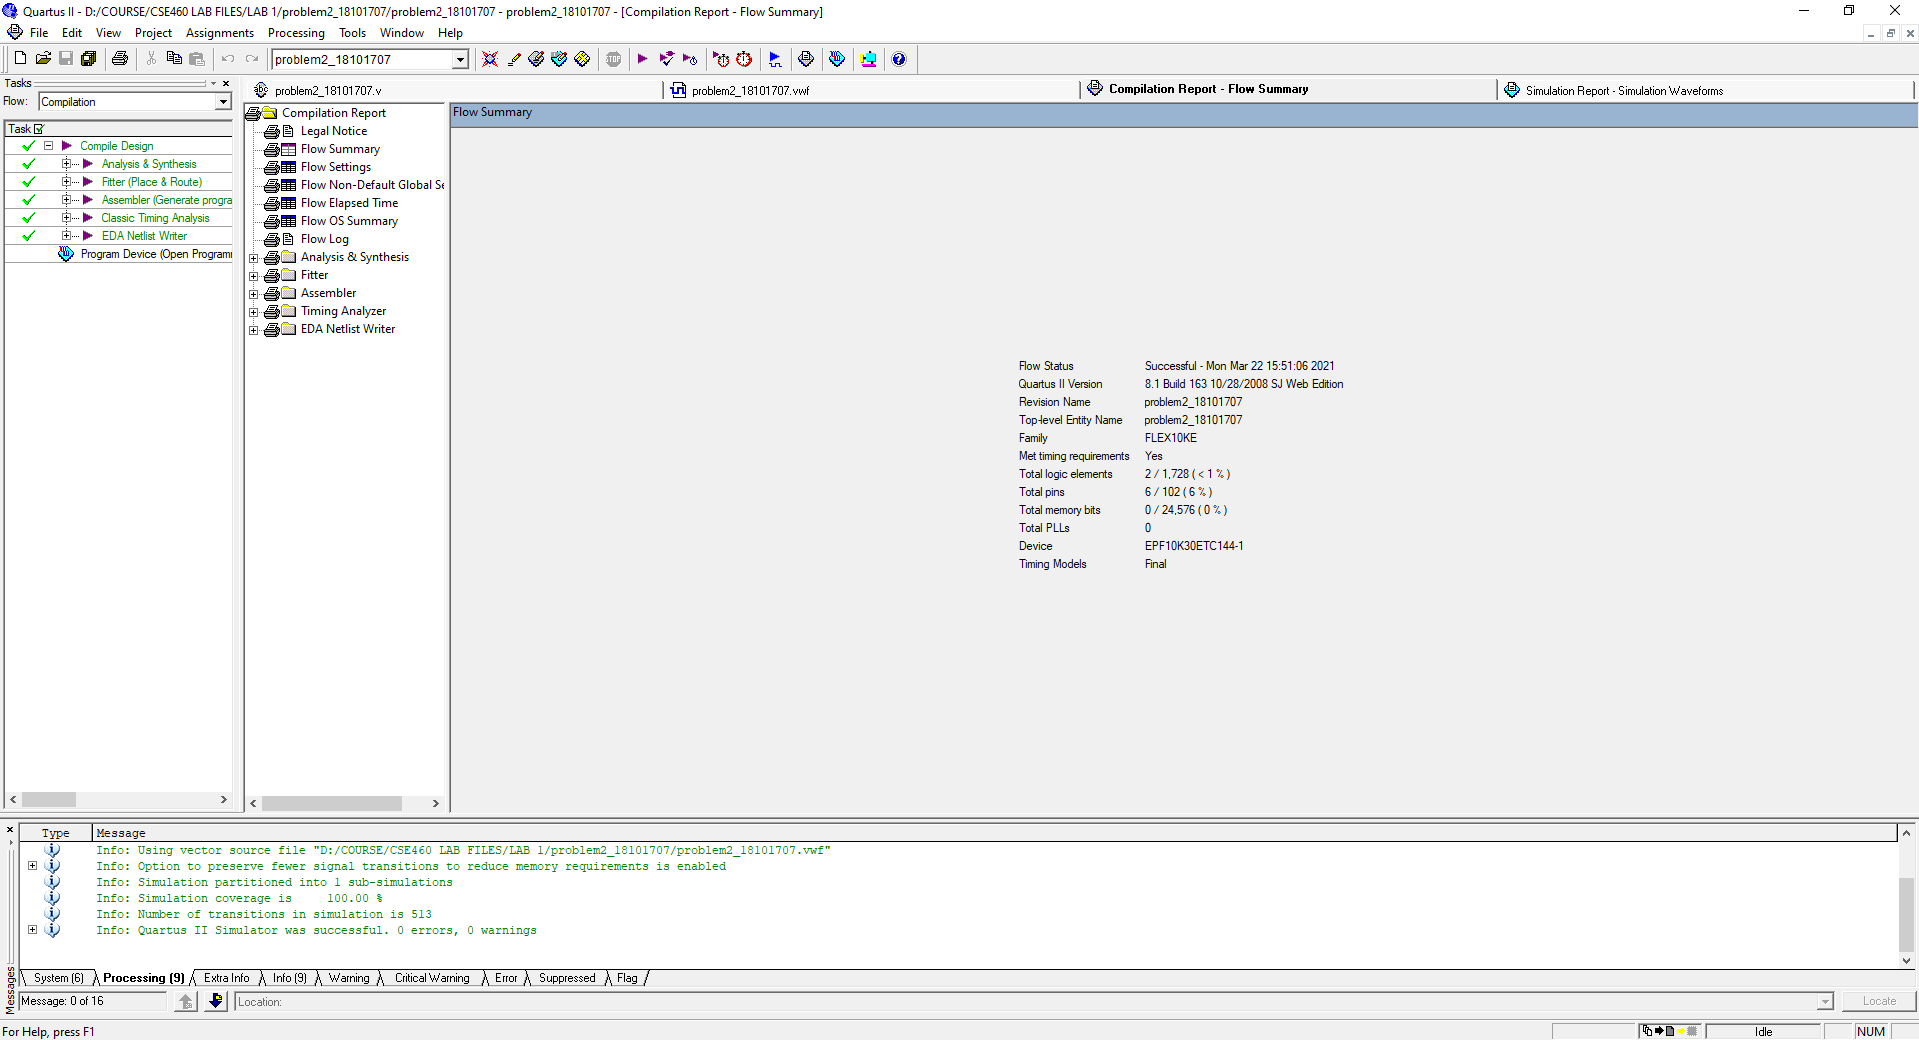 Quartus II - D:/COURSE/CSE460 LAB FILES/LAB 1/problem2_18101707/problem2_18101707 - problem2_18101707 - [Compilation Report - Flow Summary]
File Edit View Project Assignments Processing Tools Window Help
problem2_18101707
Tasks
Flow: Compilation
Task
Compile Design
Analysis & Synthesis
Fitter (Place & Route)
Assembler (Generate progra
Classic Timing Analysis
EDA Netlist Writer
Program Device (Open Program
problem2_18101707.v
problem2_18101707.vwf
Compilation Report - Flow Summary
Simulation Report - Simulation Waveforms
Compilation Report
Legal Notice
Flow Summary
Flow Settings
Flow Non-Default Global Se
Flow Elapsed Time
Flow OS Summary
Flow Log
Analysis & Synthesis
Fitter
Assembler
Timing Analyzer
EDA Netlist Writer
Flow Summary
Flow Status Successful - Mon Mar 22 15:51:06 2021
Quartus II Version 8.1 Build 163 10/28/2008 SJ Web Edition
Revision Name problem2_18101707
Top-level Entity Name problem2_18101707
Family FLEX10KE
Met timing requirements Yes
Total logic elements 2 / 1,728 ( < 1 % )
Total pins 6 / 102 ( 6 % )
Total memory bits 0 / 24,576 ( 0 % )
Total PLLs 0
Device EPF10K30ETC144-1
Timing Models Final
Type Message
Info: Using vector source file "D:/COURSE/CSE460 LAB FILES/LAB 1/problem2_18101707/problem2_18101707.vwf"
Info: Option to preserve fewer signal transitions to reduce memory requirements is enabled
Info: Simulation partitioned into 1 sub-simulations
Info: Simulation coverage is 100.00 %
Info: Number of transitions in simulation is 513
Info: Quartus II Simulator was successful. 0 errors, 0 warnings
System (6) Processing (9) Extra Info Info (9) Warning Critical Warning Error Suppressed Flag
Messages
Message: 0 of 16
Location:
Locate
For Help, press F1
Idle
NUM